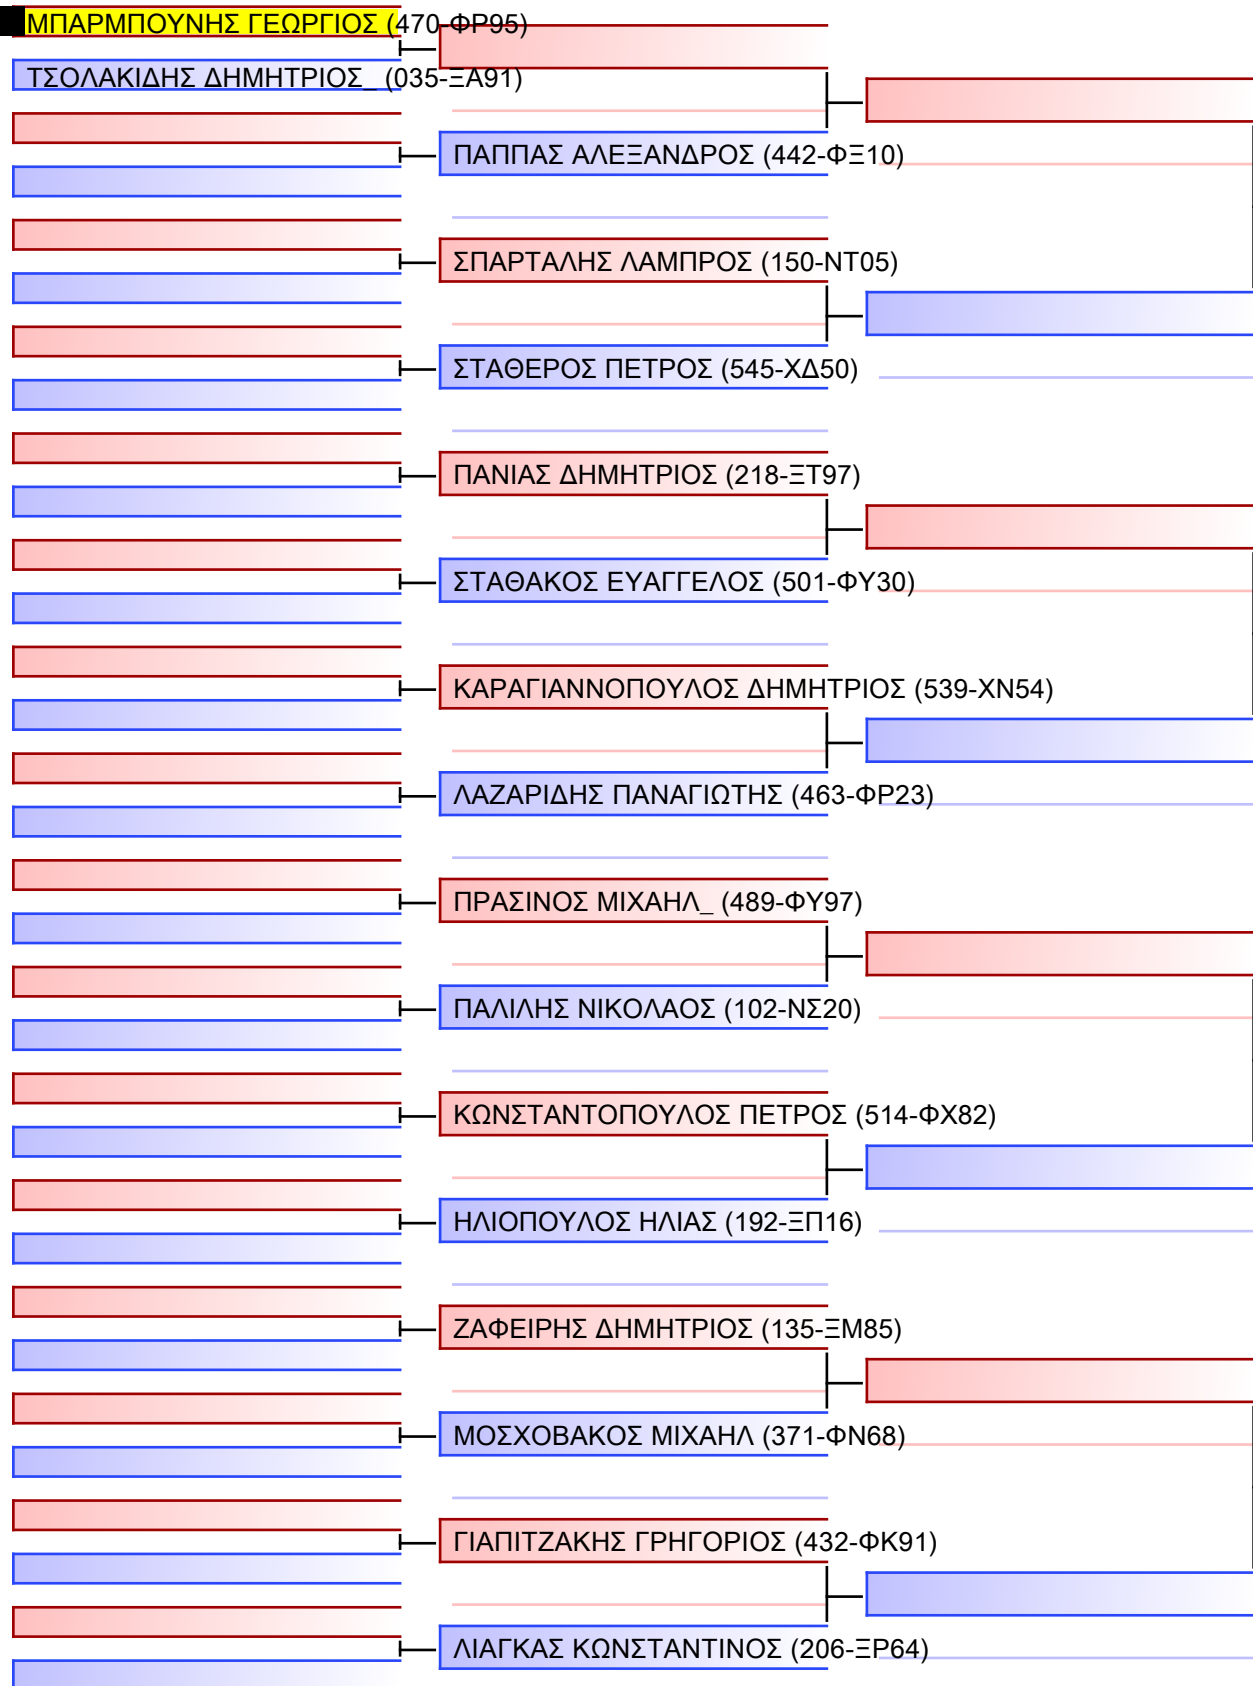 ΜΠΑΡΜΠΟΥΝΗΣ ΓΕΩΡΓΙΟΣ (470-ΦΡ95)
ΤΣΟΛΑΚΙΔΗΣ ΔΗΜΗΤΡΙΟΣ_ (035-ΞΑ91)
ΠΑΠΠΑΣ ΑΛΕΞΑΝΔΡΟΣ (442-ΦΞ10)
ΣΠΑΡΤΑΛΗΣ ΛΑΜΠΡΟΣ (150-ΝΤ05)
ΣΤΑΘΕΡΟΣ ΠΕΤΡΟΣ (545-ΧΔ50)
ΠΑΝΙΑΣ ΔΗΜΗΤΡΙΟΣ (218-ΞΤ97)
ΣΤΑΘΑΚΟΣ ΕΥΑΓΓΕΛΟΣ (501-ΦΥ30)
ΚΑΡΑΓΙΑΝΝΟΠΟΥΛΟΣ ΔΗΜΗΤΡΙΟΣ (539-ΧΝ54)
ΛΑΖΑΡΙΔΗΣ ΠΑΝΑΓΙΩΤΗΣ (463-ΦΡ23)
ΠΡΑΣΙΝΟΣ ΜΙΧΑΗΛ_ (489-ΦΥ97)
ΠΑΛΙΛΗΣ ΝΙΚΟΛΑΟΣ (102-ΝΣ20)
ΚΩΝΣΤΑΝΤΟΠΟΥΛΟΣ ΠΕΤΡΟΣ (514-ΦΧ82)
ΗΛΙΟΠΟΥΛΟΣ ΗΛΙΑΣ (192-ΞΠ16)
ΖΑΦΕΙΡΗΣ ΔΗΜΗΤΡΙΟΣ (135-ΞΜ85)
ΜΟΣΧΟΒΑΚΟΣ ΜΙΧΑΗΛ (371-ΦΝ68)
ΓΙΑΠΙΤΖΑΚΗΣ ΓΡΗΓΟΡΙΟΣ (432-ΦΚ91)
ΛΙΑΓΚΑΣ ΚΩΝΣΤΑΝΤΙΝΟΣ (206-ΞΡ64)